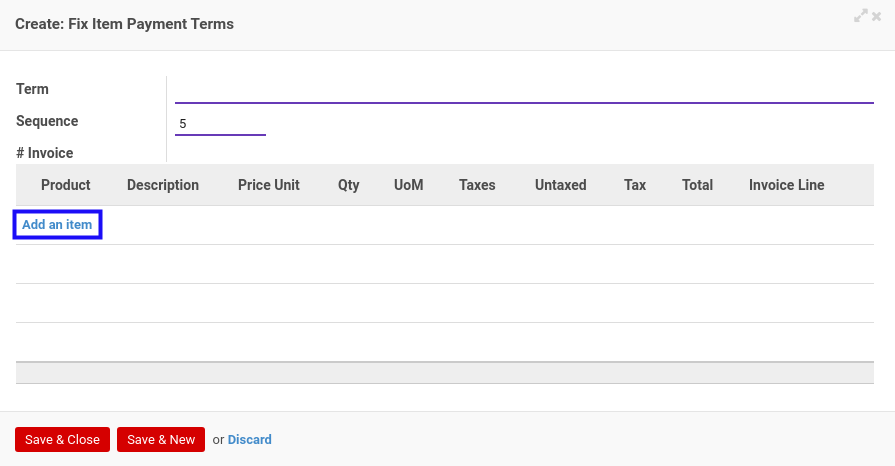 Create: Fix Item Payment Terms
Term
Sequence 5
# Invoice
Product Description Price Unit Qty UoM Taxes Untaxed Tax Total Invoice Line
Add an item
Save & Close Save & New or Discard